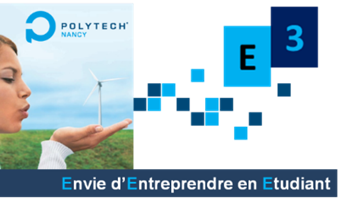 POLYTECH®
NANCY
E 3
Envie d'Entreprendre en Etudiant